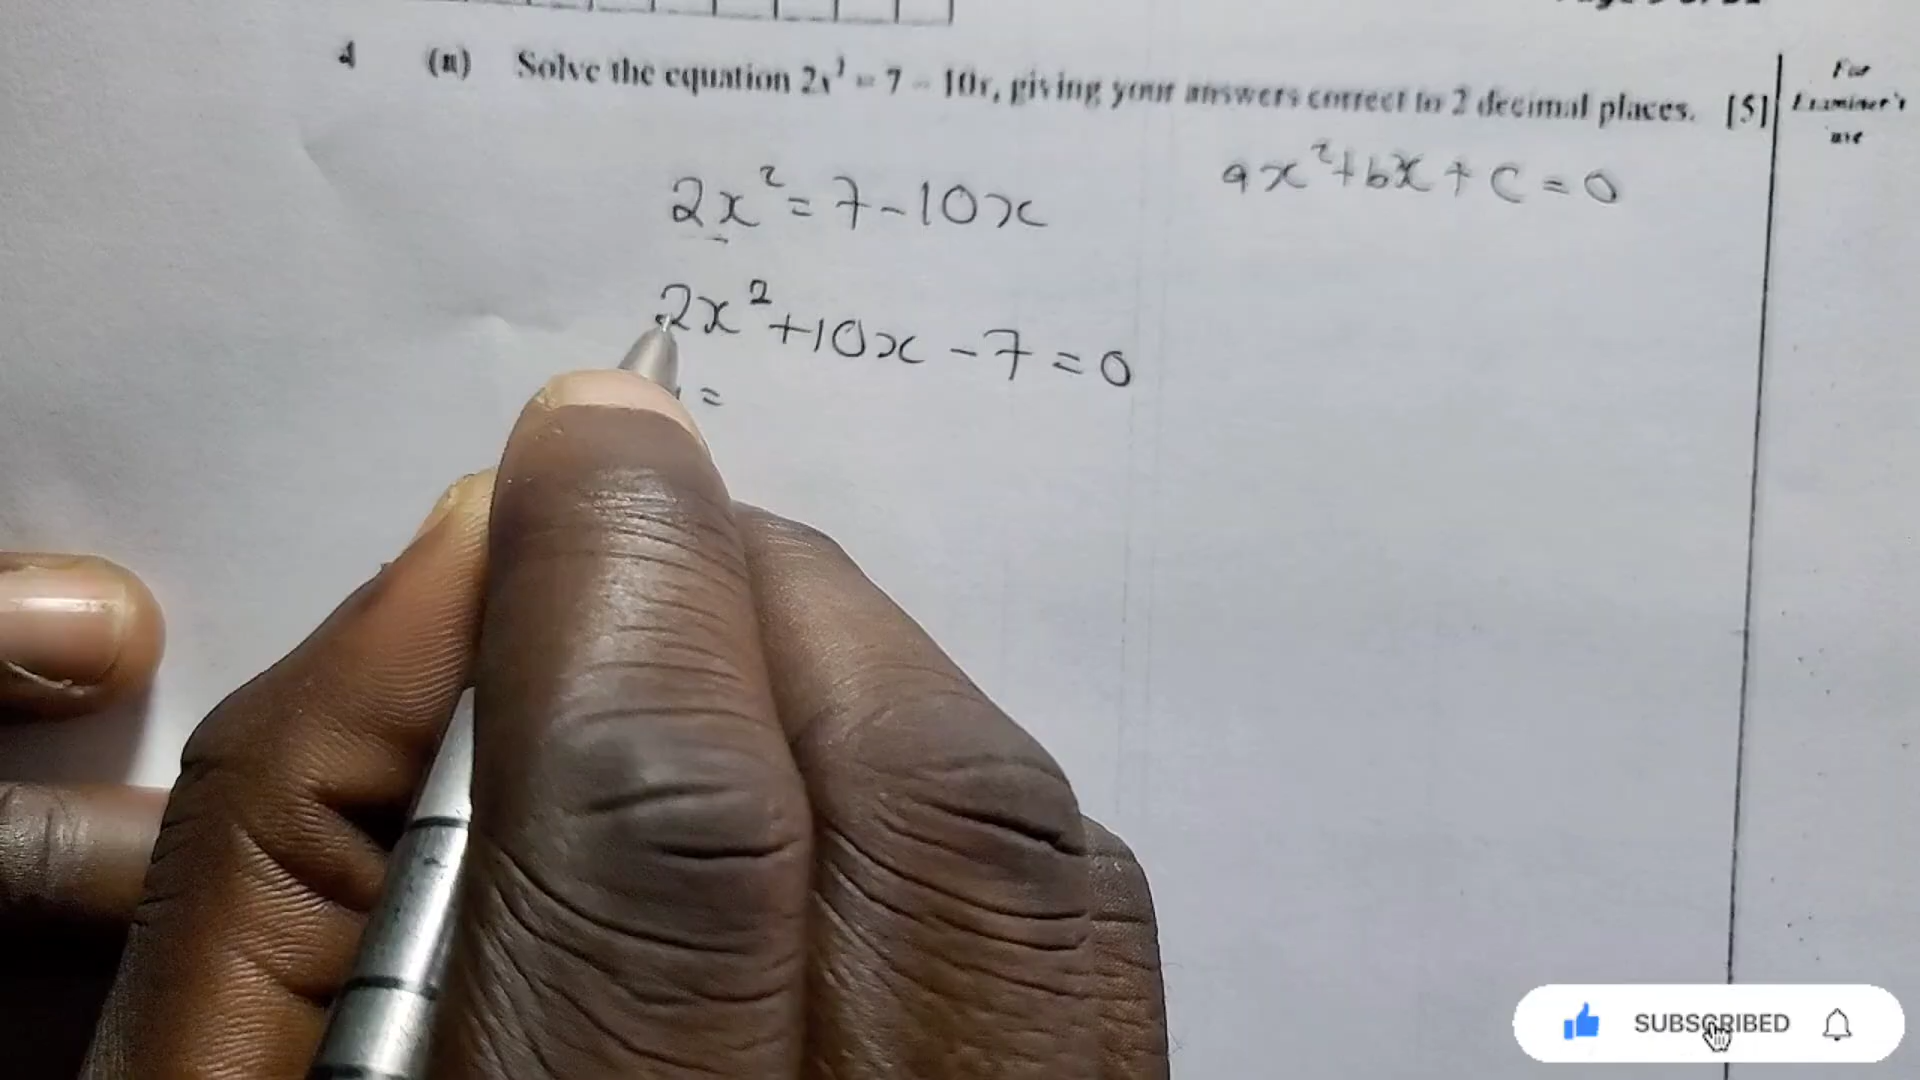 4 (a) Solve the equation 2x² = 7 – 10x, giving your answers correct to 2 decimal places. [5]
For
Examiner's
use
2x² = 7 - 10x
ax² + bx + c = 0
2x² + 10x - 7 = 0
=
SUBSCRIBED